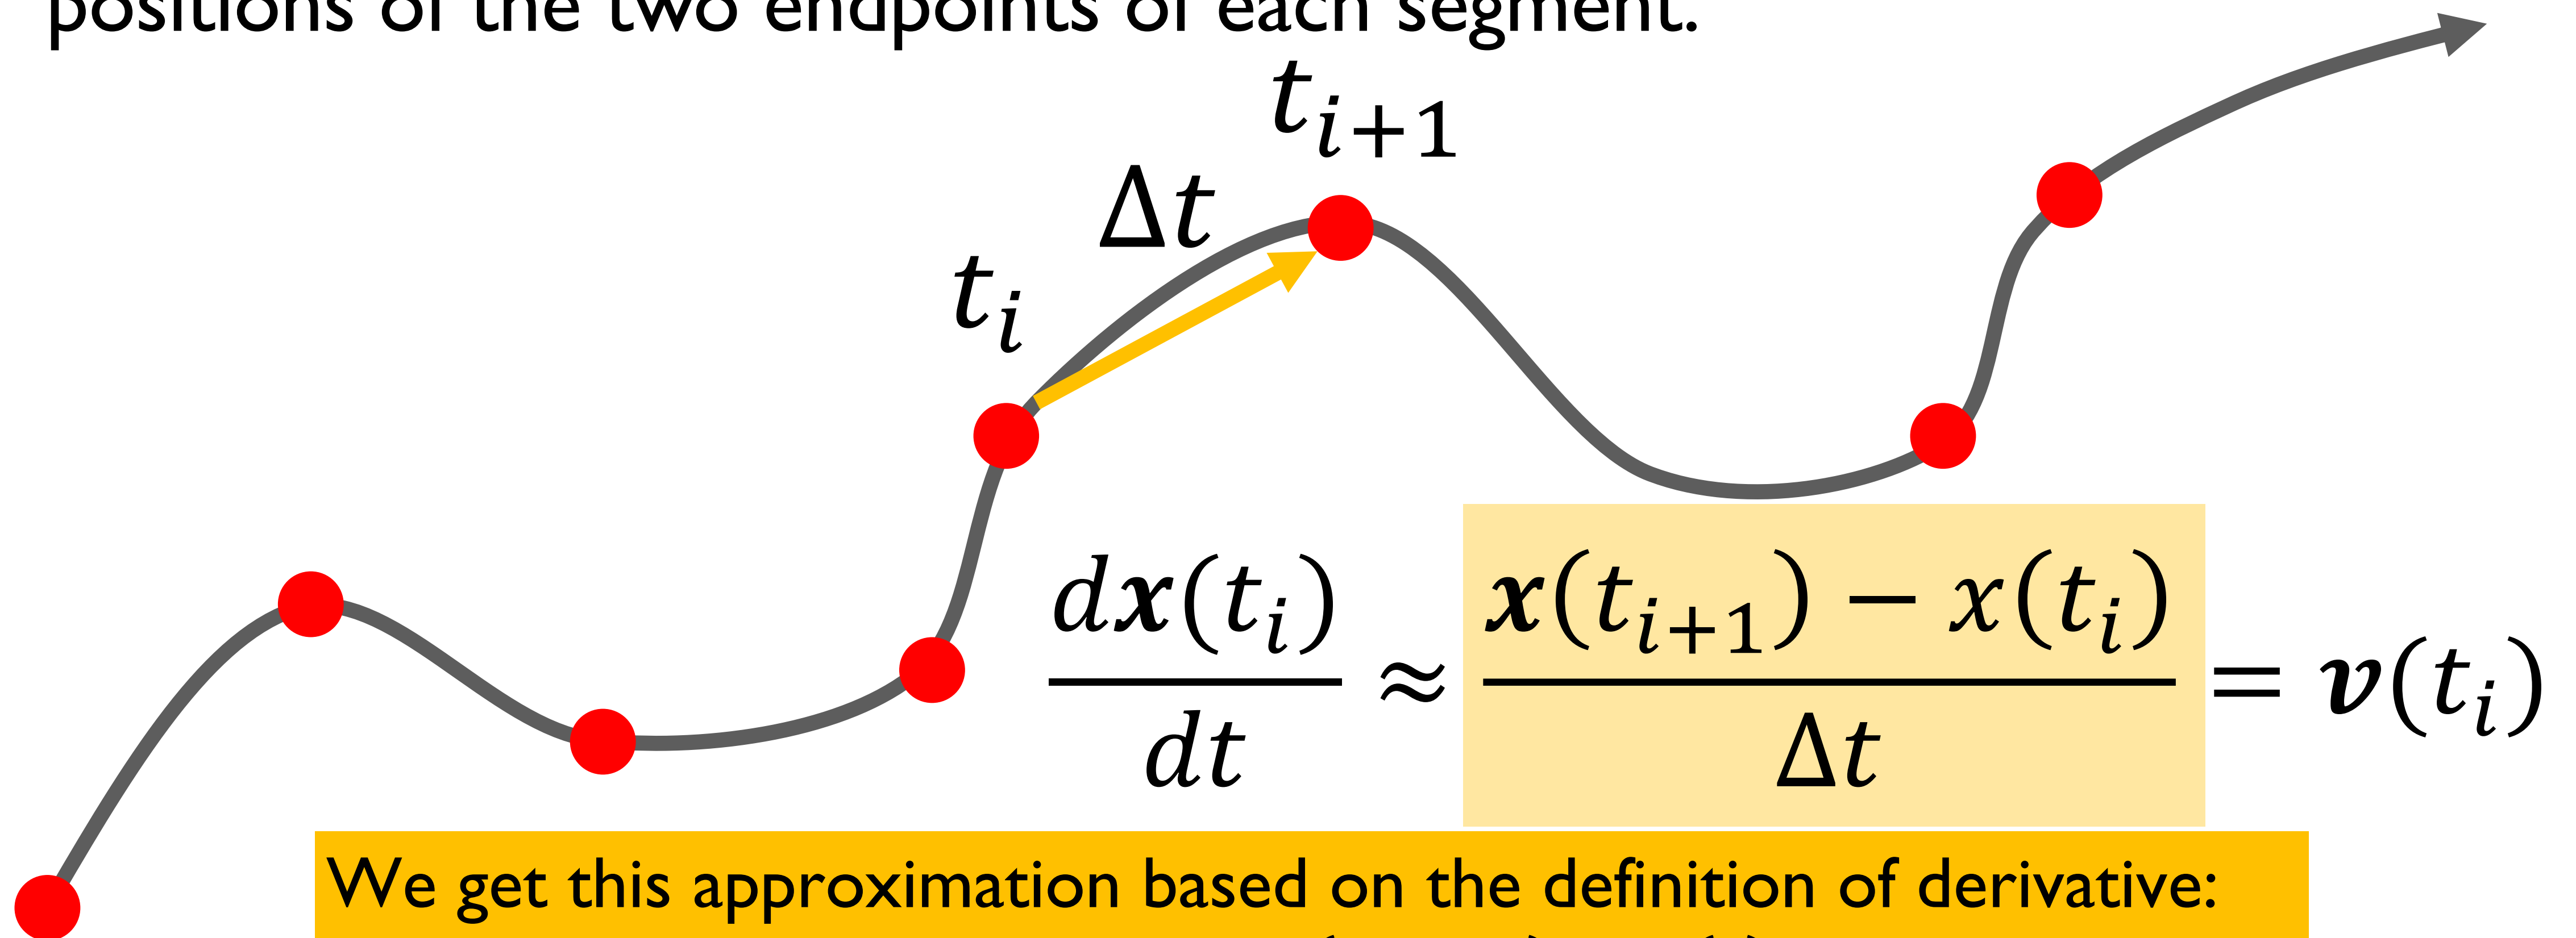 positions of the two endpoints of each segment.
t_{i+1}
Δt
t_i
d𝒙(t_i)/dt ≈ (𝒙(t_{i+1}) − x(t_i))/Δt = 𝒗(t_i)
We get this approximation based on the definition of derivative: